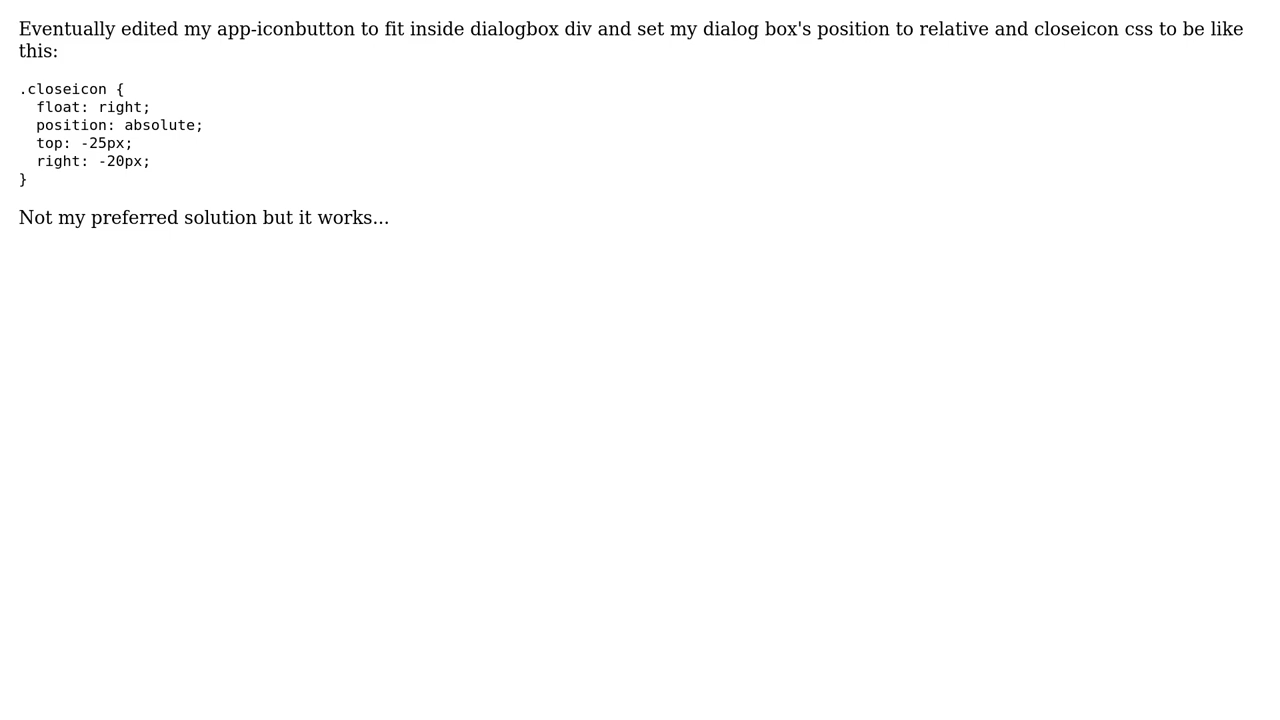 Eventually edited my app-iconbutton to fit inside dialogbox div and set my dialog box's position to relative and closeicon css to be like
this:
.closeicon {
  float: right;
  position: absolute;
  top: -25px;
  right: -20px;
}
Not my preferred solution but it works...